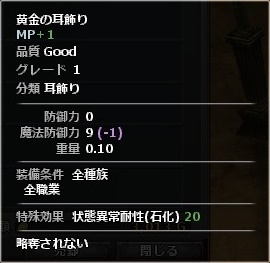 黄金の耳飾り
MP+1
品質 Good
グレード 1
分類 耳飾り
防御力 0
魔法防御力 9 (-1)
重量 0.10
装備条件 全種族
全職業
特殊効果 状態異常耐性(石化) 20
略奪されない
閉じる